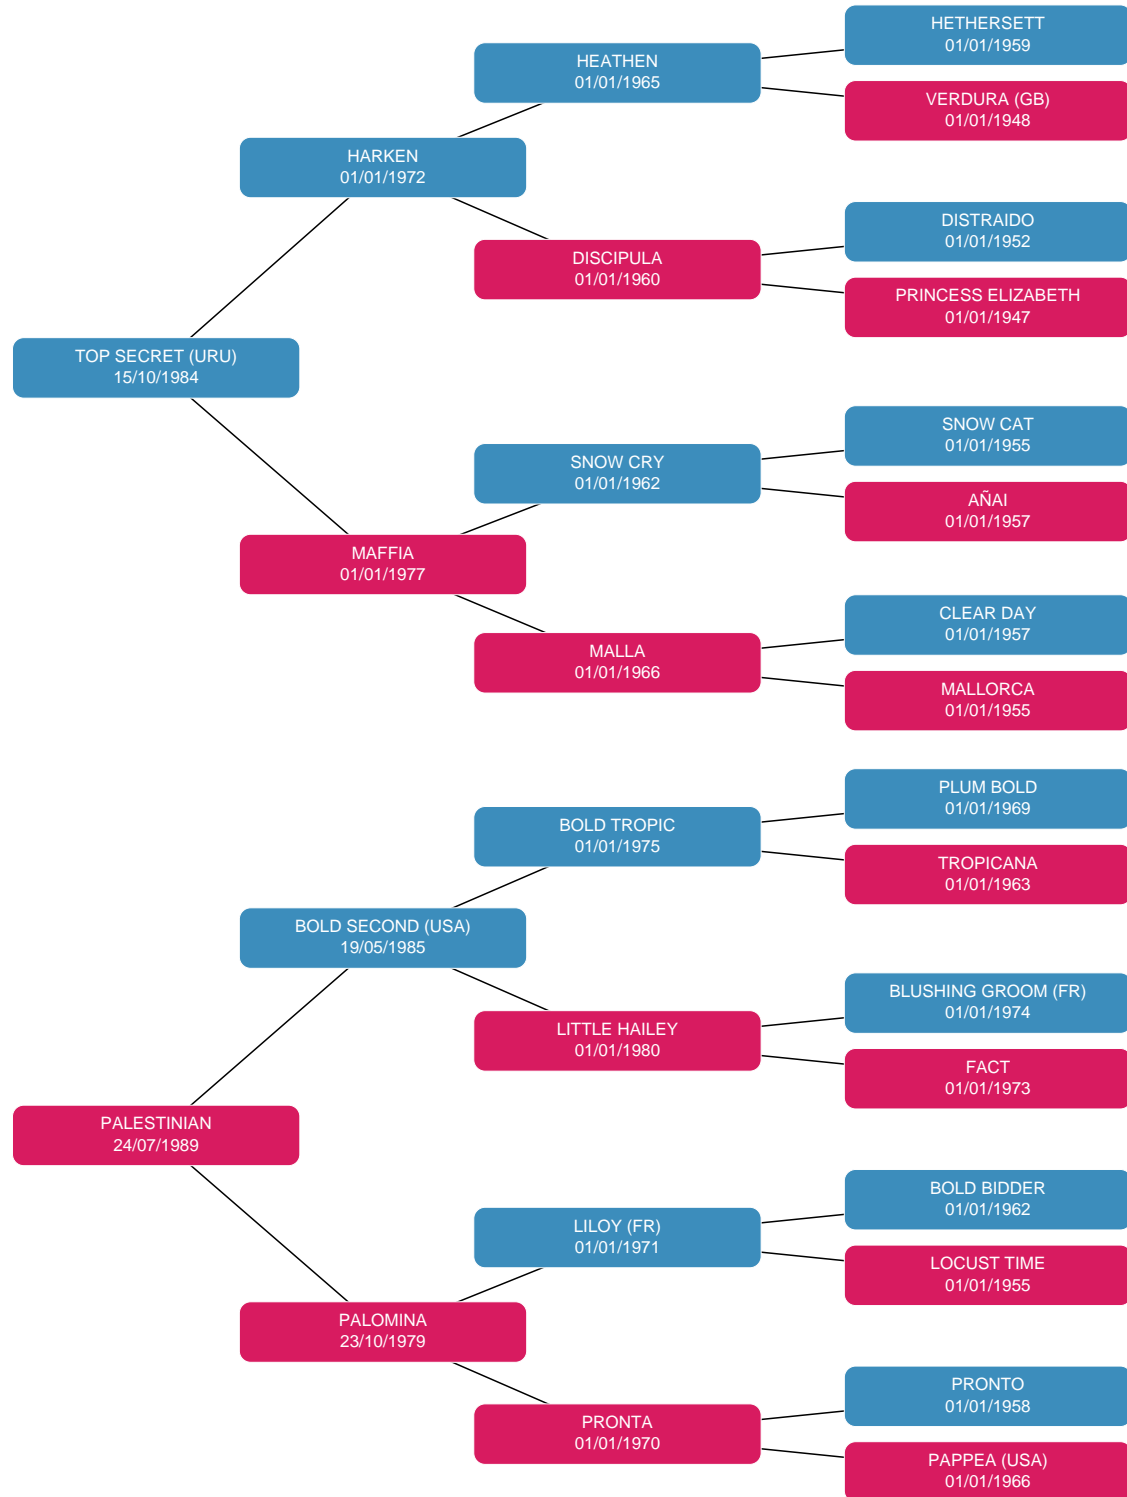 HETHERSETT
01/01/1959
HEATHEN
01/01/1965
VERDURA (GB)
01/01/1948
HARKEN
01/01/1972
DISTRAIDO
01/01/1952
DISCIPULA
01/01/1960
PRINCESS ELIZABETH
01/01/1947
TOP SECRET (URU)
15/10/1984
SNOW CAT
01/01/1955
SNOW CRY
01/01/1962
AÑAI
01/01/1957
MAFFIA
01/01/1977
CLEAR DAY
01/01/1957
MALLA
01/01/1966
MALLORCA
01/01/1955
PLUM BOLD
01/01/1969
BOLD TROPIC
01/01/1975
TROPICANA
01/01/1963
BOLD SECOND (USA)
19/05/1985
BLUSHING GROOM (FR)
01/01/1974
LITTLE HAILEY
01/01/1980
FACT
01/01/1973
PALESTINIAN
24/07/1989
BOLD BIDDER
01/01/1962
LILOY (FR)
01/01/1971
LOCUST TIME
01/01/1955
PALOMINA
23/10/1979
PRONTO
01/01/1958
PRONTA
01/01/1970
PAPPEA (USA)
01/01/1966